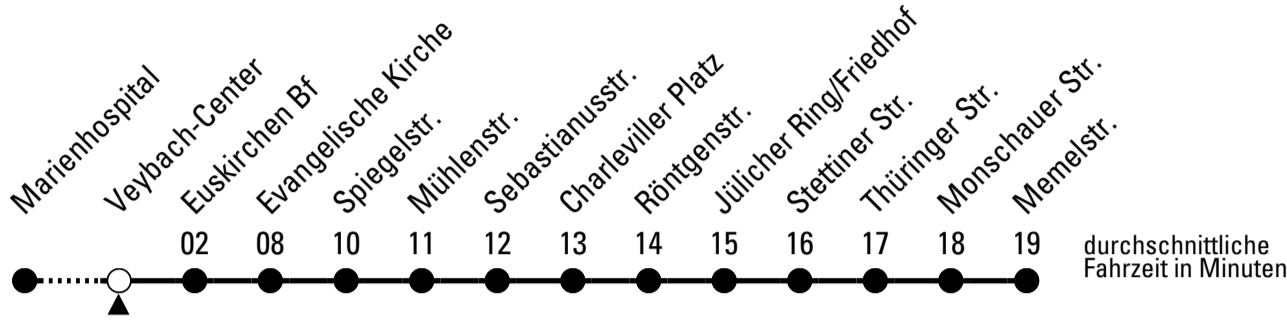 Marienhospital
Veybach-Center
Euskirchen Bf
Evangelische Kirche
Spiegelstr.
Mühlenstr.
Sebastianusstr.
Charleviller Platz
Röntgenstr.
Jülicher Ring/Friedhof
Stettiner Str.
Thüringer Str.
Monschauer Str.
Memelstr.
02 08 10 11 12 13 14 15 16 17 18 19
durchschnittliche
Fahrzeit in Minuten